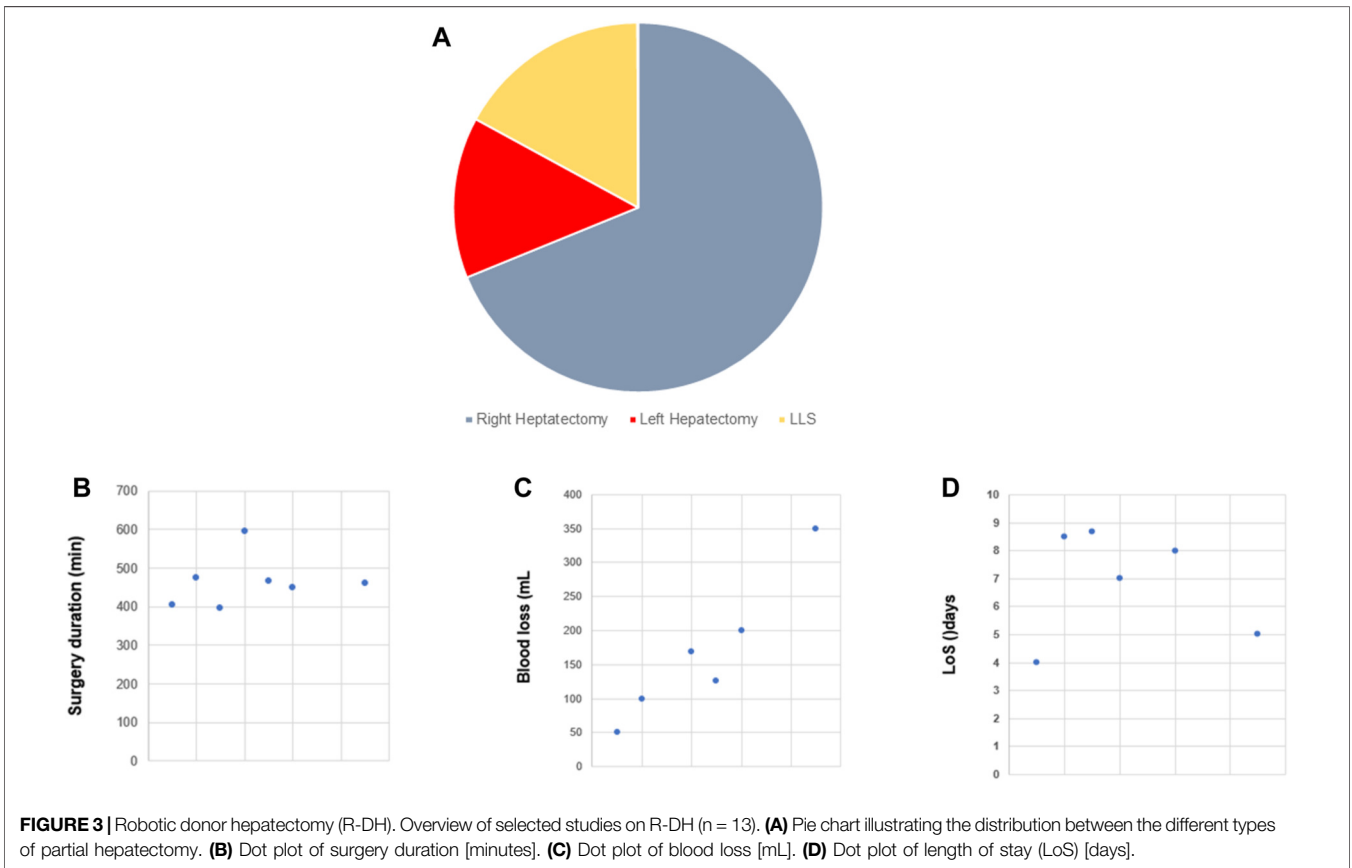 A
Right Heptatectomy Left Hepatectomy LLS
B
Surgery duration (min)
700
600
500
400
300
200
100
0
C
Blood loss (mL
400
350
300
250
200
150
100
50
0
D
LoS ()days
10
9
8
7
6
5
4
3
2
1
0
FIGURE 3 | Robotic donor hepatectomy (R-DH). Overview of selected studies on R-DH (n = 13). (A) Pie chart illustrating the distribution between the different types
of partial hepatectomy. (B) Dot plot of surgery duration [minutes]. (C) Dot plot of blood loss [mL]. (D) Dot plot of length of stay (LoS) [days].